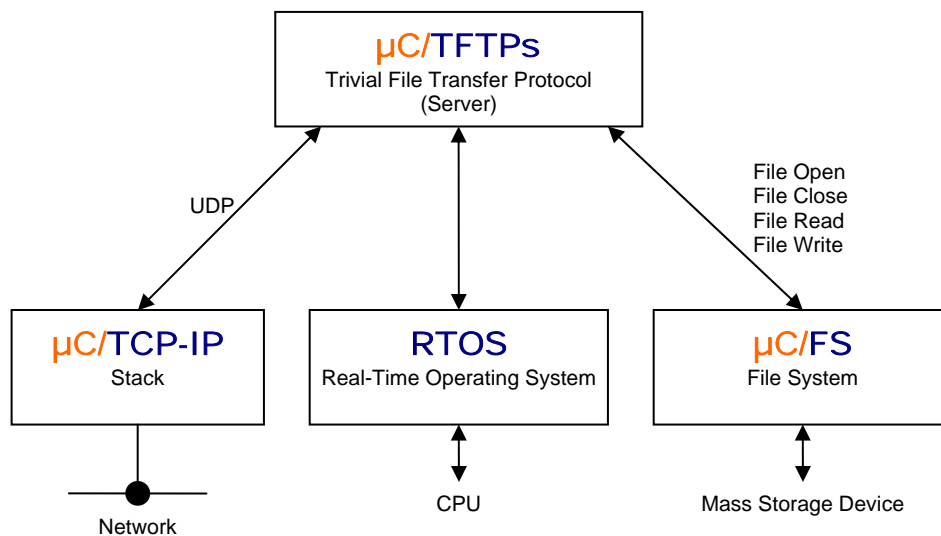 µC/TFTPs
Trivial File Transfer Protocol
(Server)
UDP
File Open
File Close
File Read
File Write
µC/TCP-IP
Stack
RTOS
Real-Time Operating System
µC/FS
File System
Network
CPU
Mass Storage Device